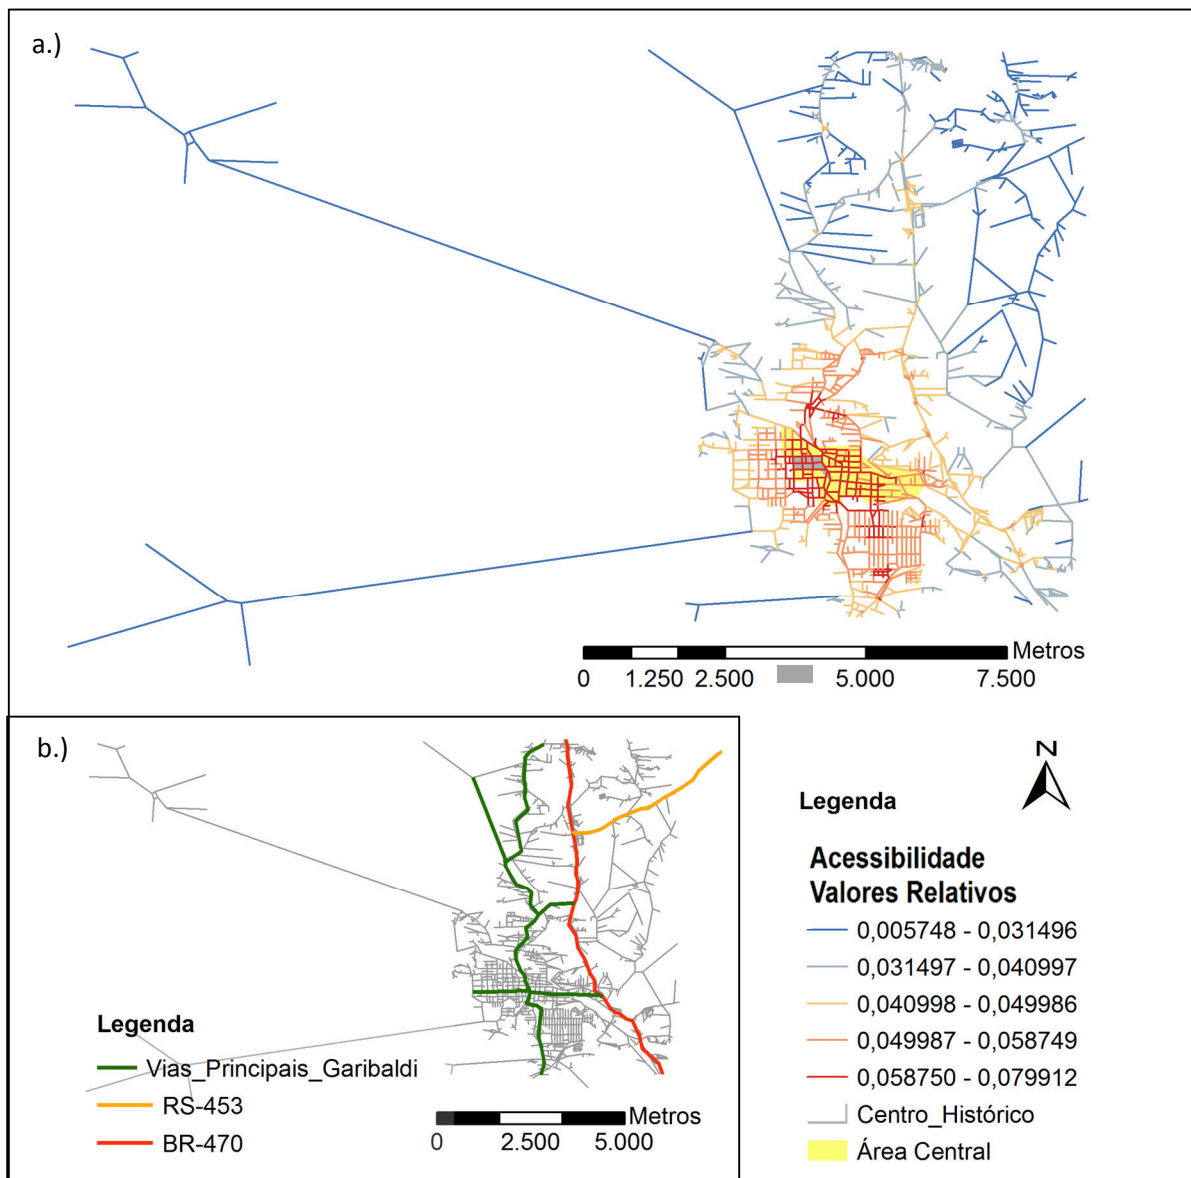 a.)
Metros
0 1.250 2.500 5.000 7.500
b.)
Legenda
Vias_Principais_Garibaldi
RS-453
BR-470
Metros
0 2.500 5.000
N
Legenda
Acessibilidade
Valores Relativos
0,005748 - 0,031496
0,031497 - 0,040997
0,040998 - 0,049986
0,049987 - 0,058749
0,058750 - 0,079912
Centro_Histórico
Área Central